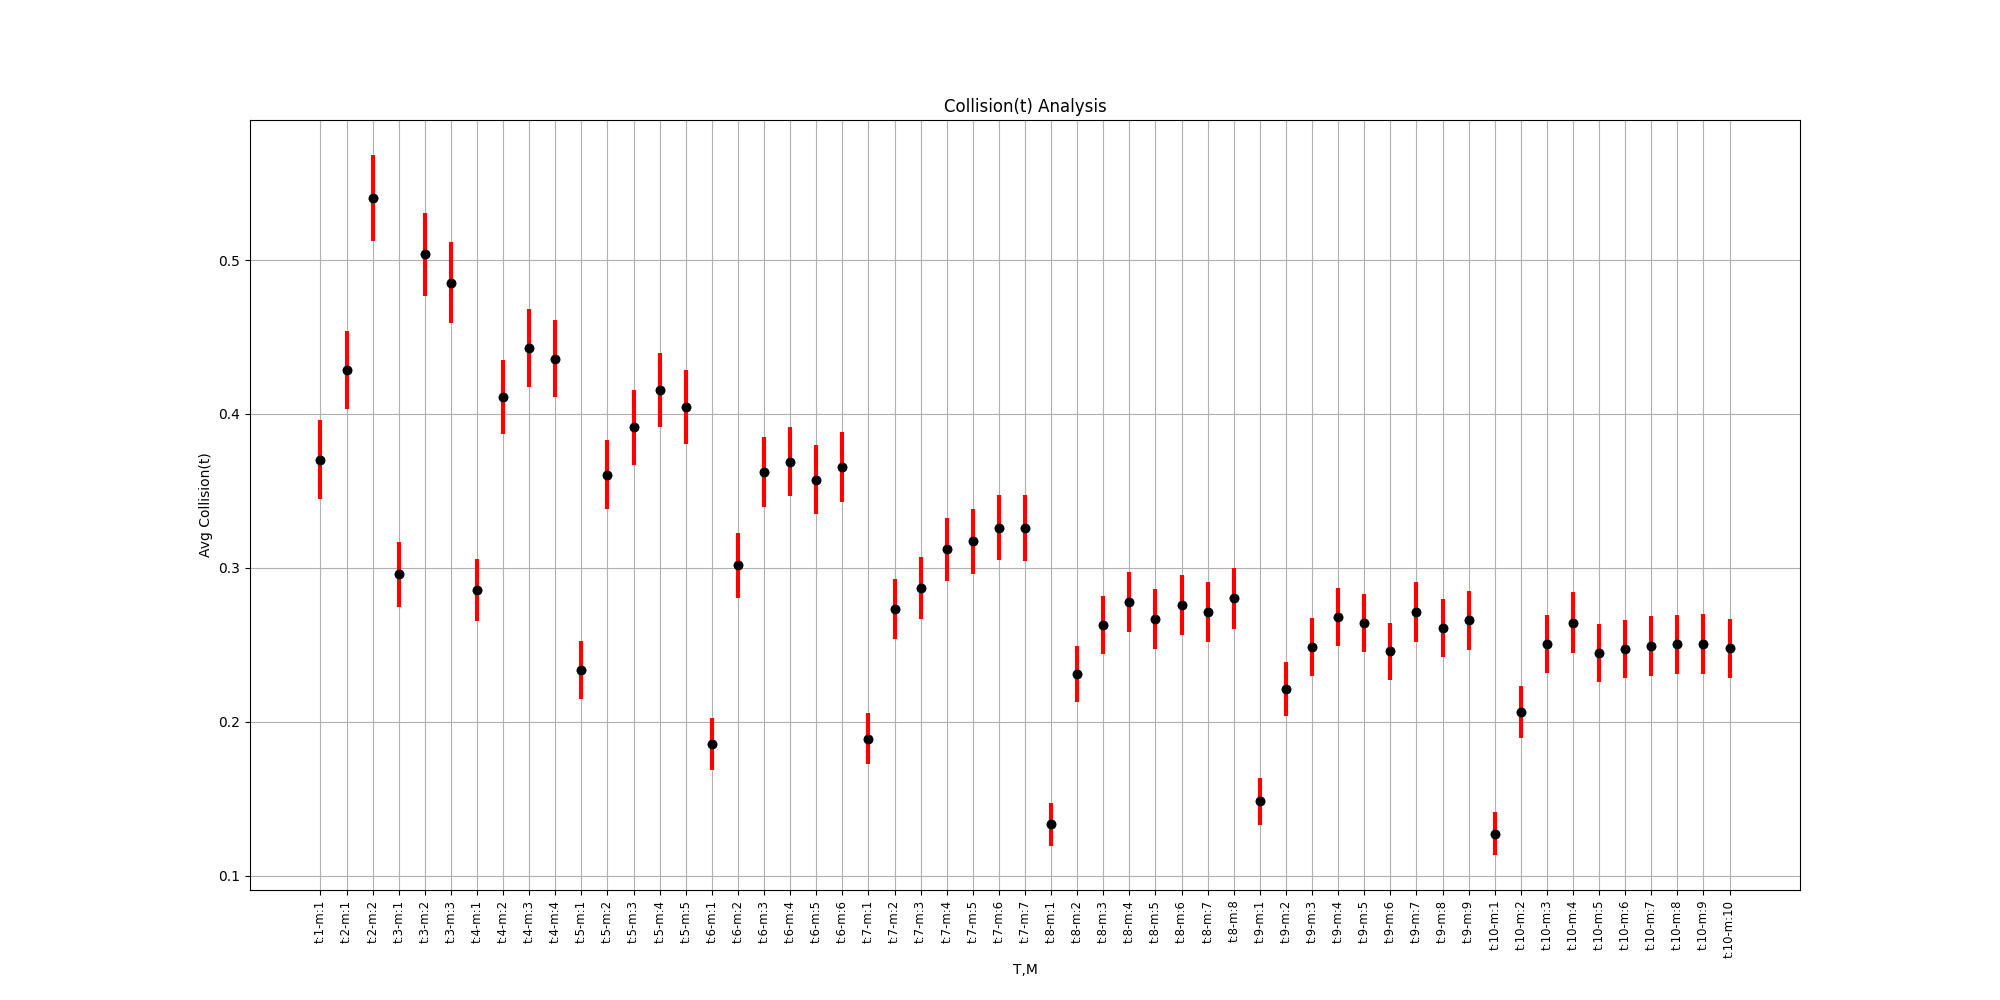 Collision(t) Analysis
Avg Collision(t)
0.5
0.4
0.3
0.2
0.1
t:1-m:1
t:2-m:1
t:2-m:2
t:3-m:1
t:3-m:2
t:3-m:3
t:4-m:1
t:4-m:2
t:4-m:3
t:4-m:4
t:5-m:1
t:5-m:2
t:5-m:3
t:5-m:4
t:5-m:5
t:6-m:1
t:6-m:2
t:6-m:3
t:6-m:4
t:6-m:5
t:6-m:6
t:7-m:1
t:7-m:2
t:7-m:3
t:7-m:4
t:7-m:5
t:7-m:6
t:7-m:7
t:8-m:1
t:8-m:2
t:8-m:3
t:8-m:4
t:8-m:5
t:8-m:6
t:8-m:7
t:8-m:8
t:9-m:1
t:9-m:2
t:9-m:3
t:9-m:4
t:9-m:5
t:9-m:6
t:9-m:7
t:9-m:8
t:9-m:9
t:10-m:1
t:10-m:2
t:10-m:3
t:10-m:4
t:10-m:5
t:10-m:6
t:10-m:7
t:10-m:8
t:10-m:9
t:10-m:10
T,M